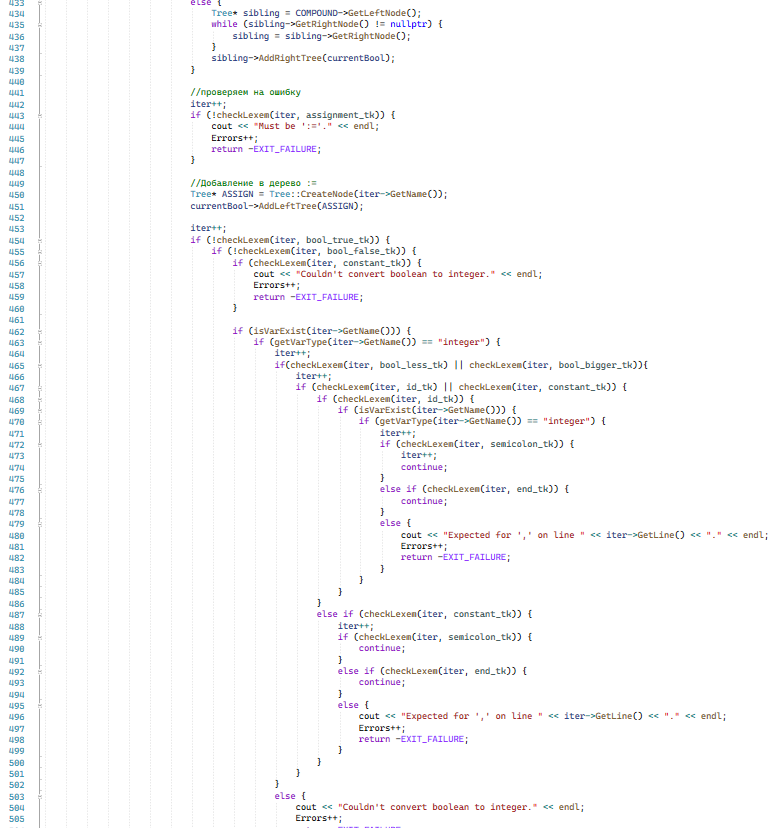 433 else {
434 Tree* sibling = COMPOUND->GetLeftNode();
435 while (sibling->GetRightNode() != nullptr) {
436 sibling = sibling->GetRightNode();
437 }
438 sibling->AddRightTree(currentBool);
439 }
440
441 //проверяем на ошибку
442 iter++;
443 if (!checkLexem(iter, assignment_tk)) {
444 cout << "Must be ':='." << endl;
445 Errors++;
446 return -EXIT_FAILURE;
447 }
448
449 //Добавление в дерево :=
450 Tree* ASSIGN = Tree::CreateNode(iter->GetName());
451 currentBool->AddLeftTree(ASSIGN);
452
453 iter++;
454 if (!checkLexem(iter, bool_true_tk)) {
455 if (!checkLexem(iter, bool_false_tk)) {
456 if (checkLexem(iter, constant_tk)) {
457 cout << "Couldn't convert boolean to integer." << endl;
458 Errors++;
459 return -EXIT_FAILURE;
460 }
461
462 if (isVarExist(iter->GetName())) {
463 if (getVarType(iter->GetName()) == "integer") {
464 iter++;
465 if(checkLexem(iter, bool_less_tk) || checkLexem(iter, bool_bigger_tk)){
466 iter++;
467 if (checkLexem(iter, id_tk) || checkLexem(iter, constant_tk)) {
468 if (checkLexem(iter, id_tk)) {
469 if (isVarExist(iter->GetName())) {
470 if (getVarType(iter->GetName()) == "integer") {
471 iter++;
472 if (checkLexem(iter, semicolon_tk)) {
473 iter++;
474 continue;
475 }
476 else if (checkLexem(iter, end_tk)) {
477 continue;
478 }
479 else {
480 cout << "Expected for ',' on line " << iter->GetLine() << "." << endl;
481 Errors++;
482 return -EXIT_FAILURE;
483 }
484 }
485 }
486 }
487 else if (checkLexem(iter, constant_tk)) {
488 iter++;
489 if (checkLexem(iter, semicolon_tk)) {
490 continue;
491 }
492 else if (checkLexem(iter, end_tk)) {
493 continue;
494 }
495 else {
496 cout << "Expected for ',' on line " << iter->GetLine() << "." << endl;
497 Errors++;
498 return -EXIT_FAILURE;
499 }
500 }
501 }
502 }
503 else {
504 cout << "Couldn't convert boolean to integer." << endl;
505 Errors++;